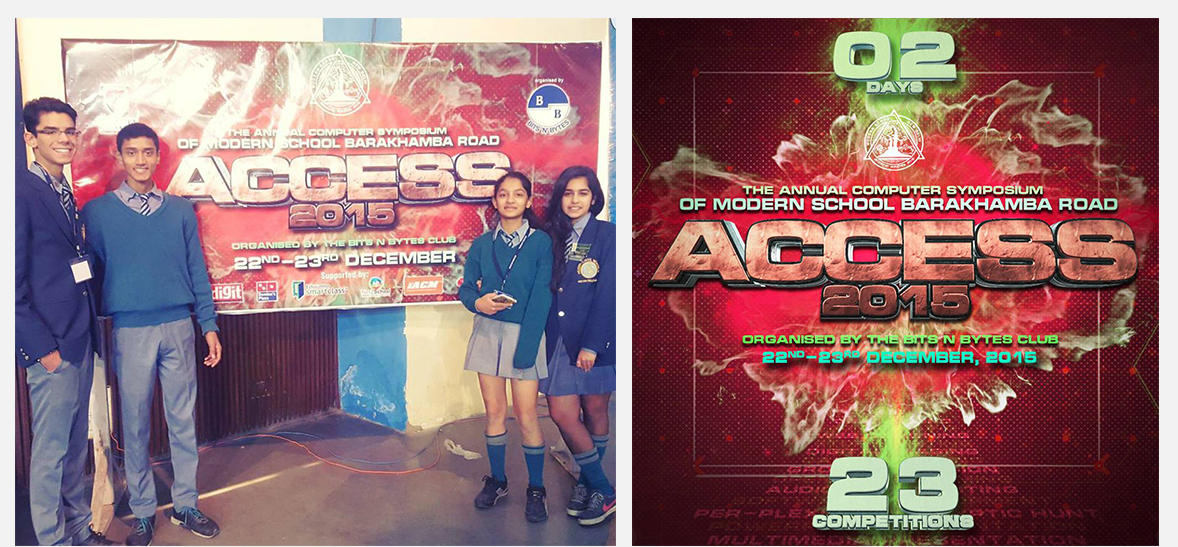 organised by
B
B
BITS N BYTES
THE ANNUAL COMPUTER SYMPOSIUM
OF MODERN SCHOOL BARAKHAMBA ROAD
ACCESS
2015
ORGANISED BY THE BITS N BYTES CLUB
22ND-23RD DECEMBER
Supported by:
digit
smartclass
ACM
02
DAYS
THE ANNUAL COMPUTER SYMPOSIUM
OF MODERN SCHOOL BARAKHAMBA ROAD
ACCESS
2015
ORGANISED BY THE BITS N BYTES CLUB
22ND-23RD DECEMBER, 2015
23
COMPETITIONS